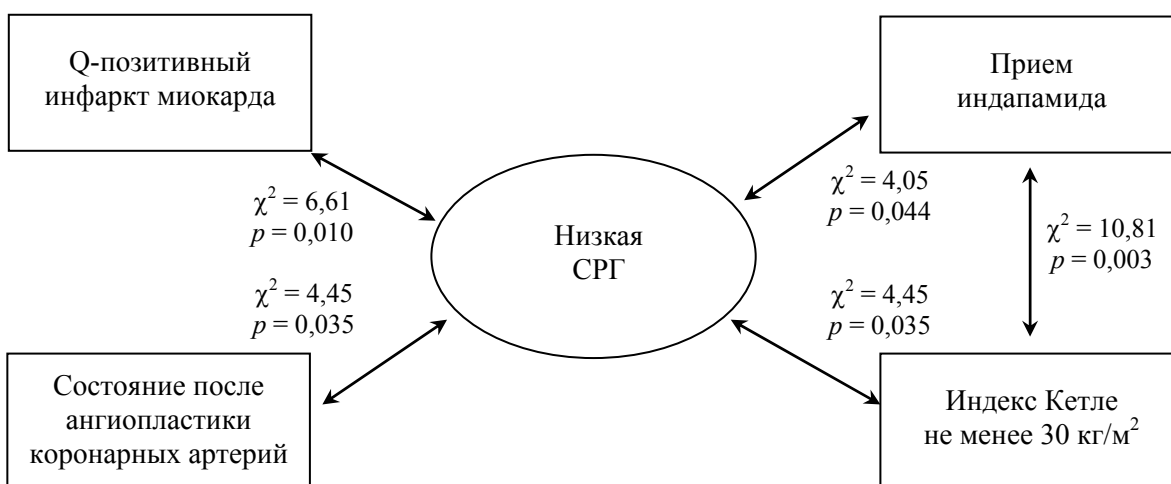 Q-позитивный
инфаркт миокарда
Прием
индапамида
χ² = 6,61
p = 0,010
χ² = 4,05
p = 0,044
χ² = 10,81
p = 0,003
Низкая
СРГ
χ² = 4,45
p = 0,035
χ² = 4,45
p = 0,035
Состояние после
ангиопластики
коронарных артерий
Индекс Кетле
не менее 30 кг/м²